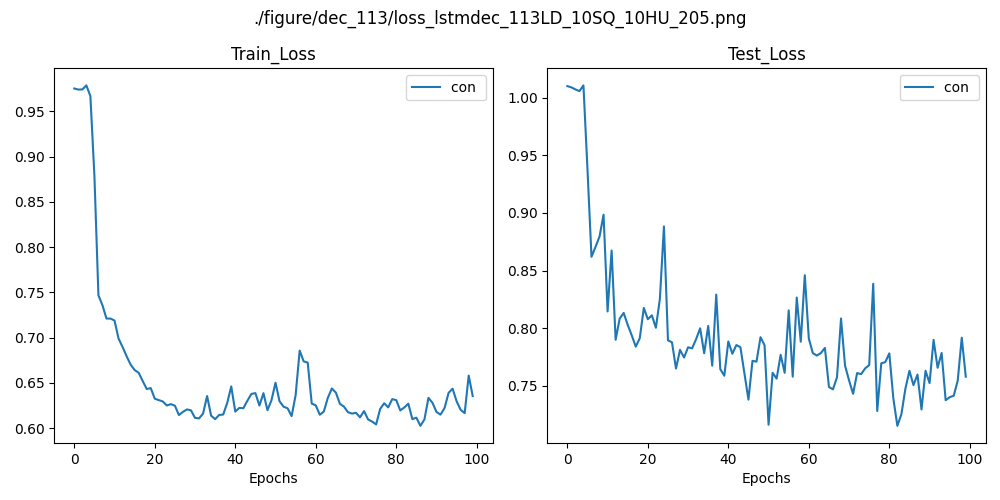 ./figure/dec_113/loss_lstmdec_113LD_10SQ_10HU_205.png
Train_Loss
con
0.95
0.90
0.85
0.80
0.75
0.70
0.65
0.60
0 20 40 60 80 100
Epochs
Test_Loss
con
1.00
0.95
0.90
0.85
0.80
0.75
0 20 40 60 80 100
Epochs